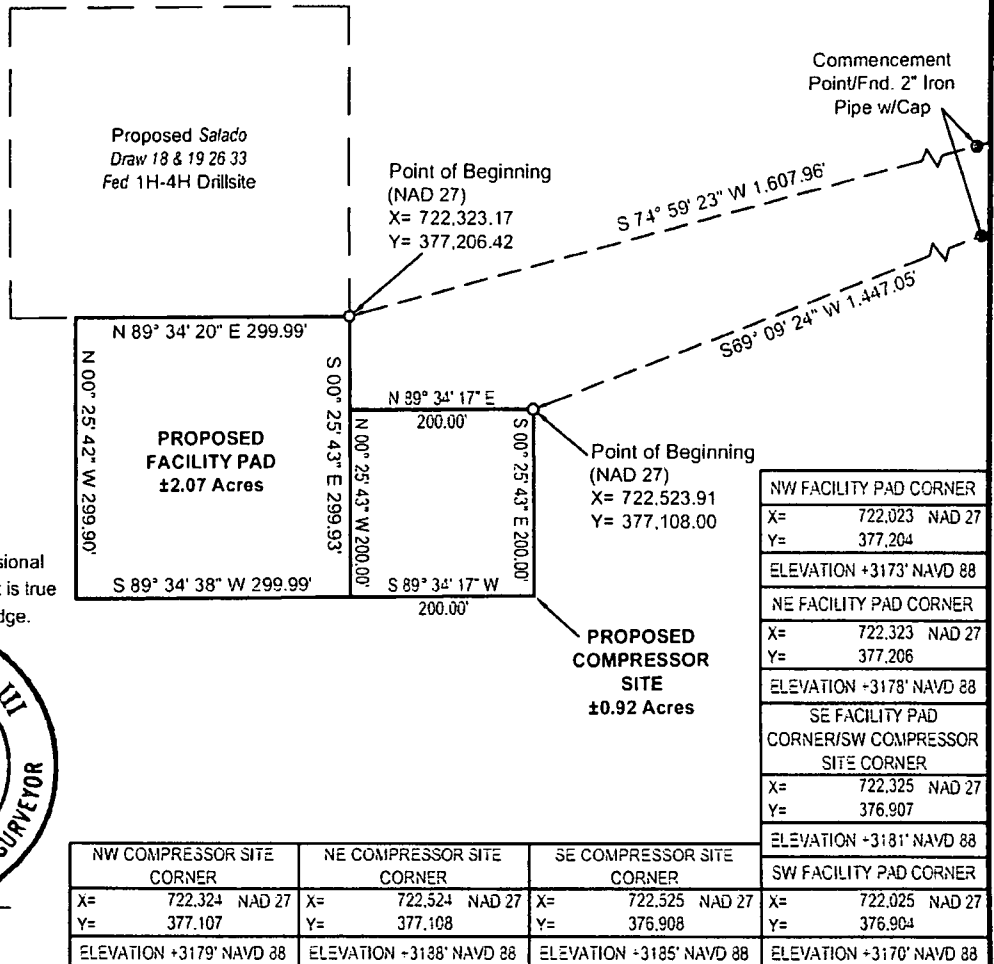 Commencement
Point/Fnd. 2" Iron
Pipe w/Cap
Proposed Salado
Draw 18 & 19 26 33
Fed 1H-4H Drillsite
Point of Beginning
(NAD 27)
X= 722,323.17
Y= 377,206.42
S 74° 59' 23" W 1,607.96'
S69° 09' 24" W 1,447.05'
N 89° 34' 20" E 299.99'
N 00° 25' 42" W 299.90'
S 00° 25' 43" E 299.93'
PROPOSED
FACILITY PAD
±2.07 Acres
S 89° 34' 38" W 299.99'
N 89° 34' 17" E
200.00'
N 00° 25' 43" W 200.00'
S 00° 25' 43" E 200.00'
S 89° 34' 17" W
200.00'
Point of Beginning
(NAD 27)
X= 722,523.91
Y= 377,108.00
PROPOSED
COMPRESSOR
SITE
±0.92 Acres
sional
t is true
dge.
III
SURVEYOR
NW FACILITY PAD CORNER
X= 722,023 NAD 27
Y= 377,204
ELEVATION +3173' NAVD 88
NE FACILITY PAD CORNER
X= 722,323 NAD 27
Y= 377,206
ELEVATION +3178' NAVD 88
SE FACILITY PAD
CORNER/SW COMPRESSOR
SITE CORNER
X= 722,325 NAD 27
Y= 376,907
ELEVATION +3181' NAVD 88
SW FACILITY PAD CORNER
X= 722,025 NAD 27
Y= 376,904
ELEVATION +3170' NAVD 88
NW COMPRESSOR SITE
CORNER
X= 722,324 NAD 27
Y= 377,107
ELEVATION +3179' NAVD 88
NE COMPRESSOR SITE
CORNER
X= 722,524 NAD 27
Y= 377,108
ELEVATION +3188' NAVD 88
SE COMPRESSOR SITE
CORNER
X= 722,525 NAD 27
Y= 376,908
ELEVATION +3185' NAVD 88